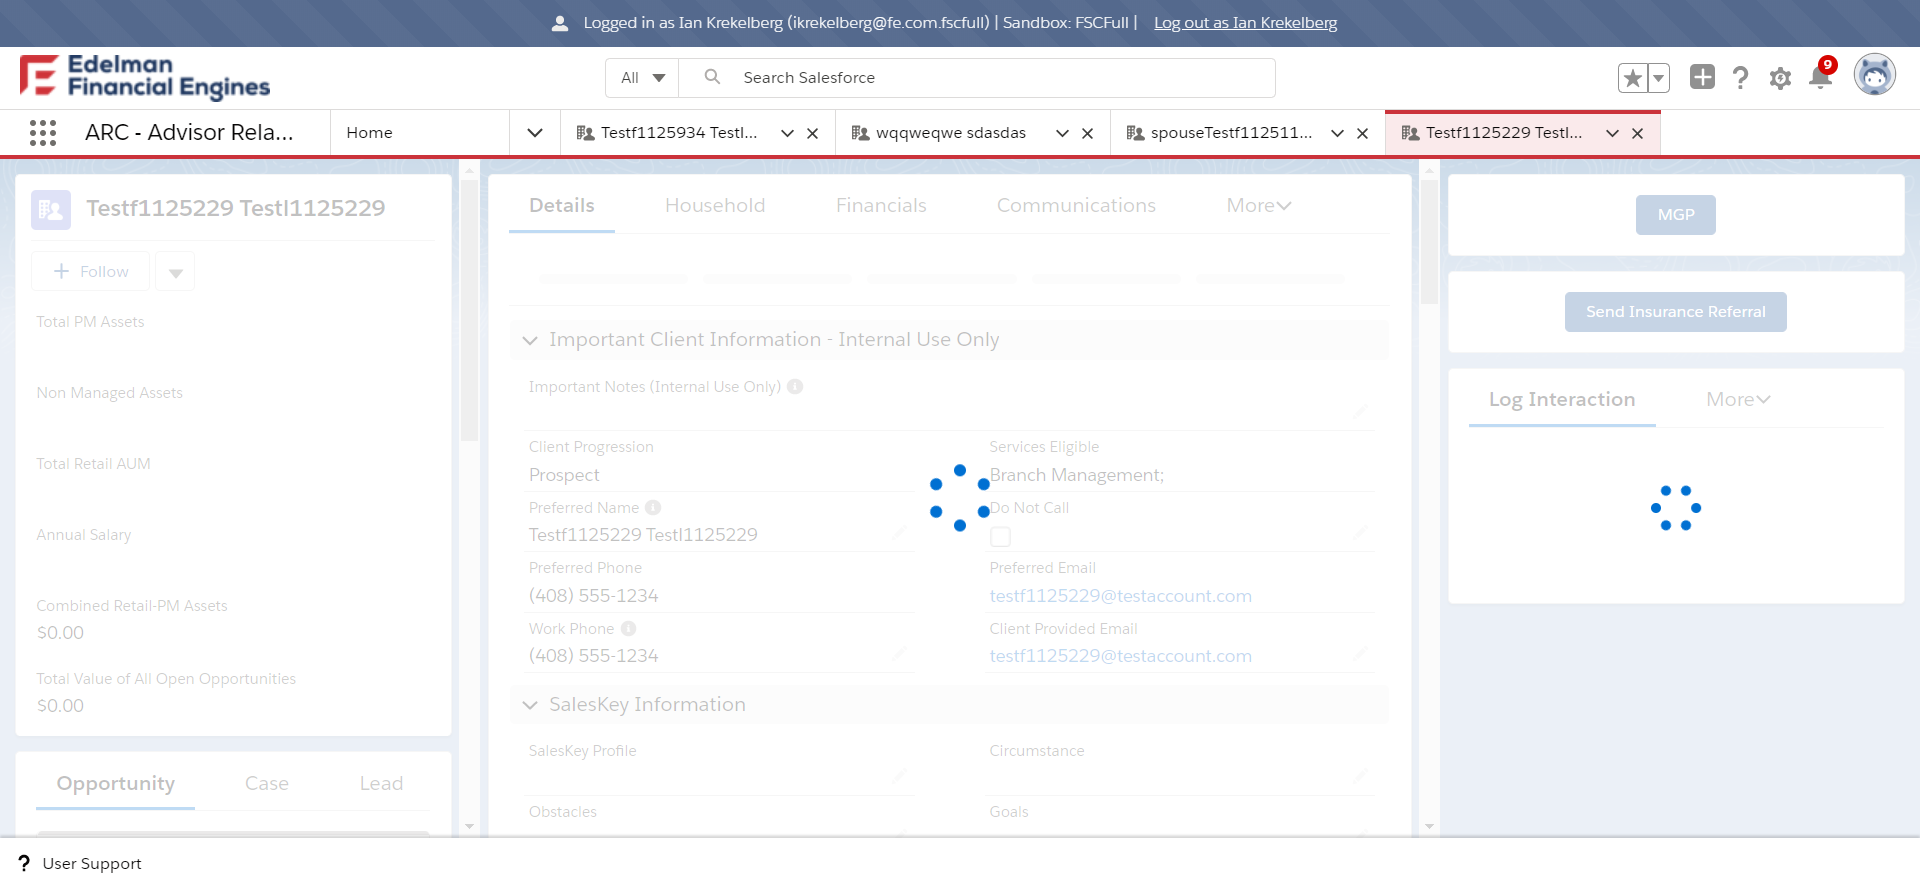 Logged in as Ian Krekelberg (ikrekelberg@fe.com.fscfull) | Sandbox: FSCFull | Log out as Ian Krekelberg
Edelman
Financial Engines
All
Search Salesforce
9
ARC - Advisor Rela...
Home
Testf1125934 Testl...
wqqweqwe sdasdas
spouseTestf112511...
Testf1125229 Testl...
Testf1125229 Testl1125229
Follow
Total PM Assets
Non Managed Assets
Total Retail AUM
Annual Salary
Combined Retail-PM Assets
$0.00
Total Value of All Open Opportunities
$0.00
Opportunity
Case
Lead
Details
Household
Financials
Communications
More
Important Client Information - Internal Use Only
Important Notes (Internal Use Only)
Client Progression
Prospect
Services Eligible
Branch Management;
Preferred Name
Testf1125229 Testl1125229
Do Not Call
Preferred Phone
(408) 555-1234
Preferred Email
testf1125229@testaccount.com
Work Phone
(408) 555-1234
Client Provided Email
testf1125229@testaccount.com
SalesKey Information
SalesKey Profile
Circumstance
Obstacles
Goals
MGP
Send Insurance Referral
Log Interaction
More
? User Support